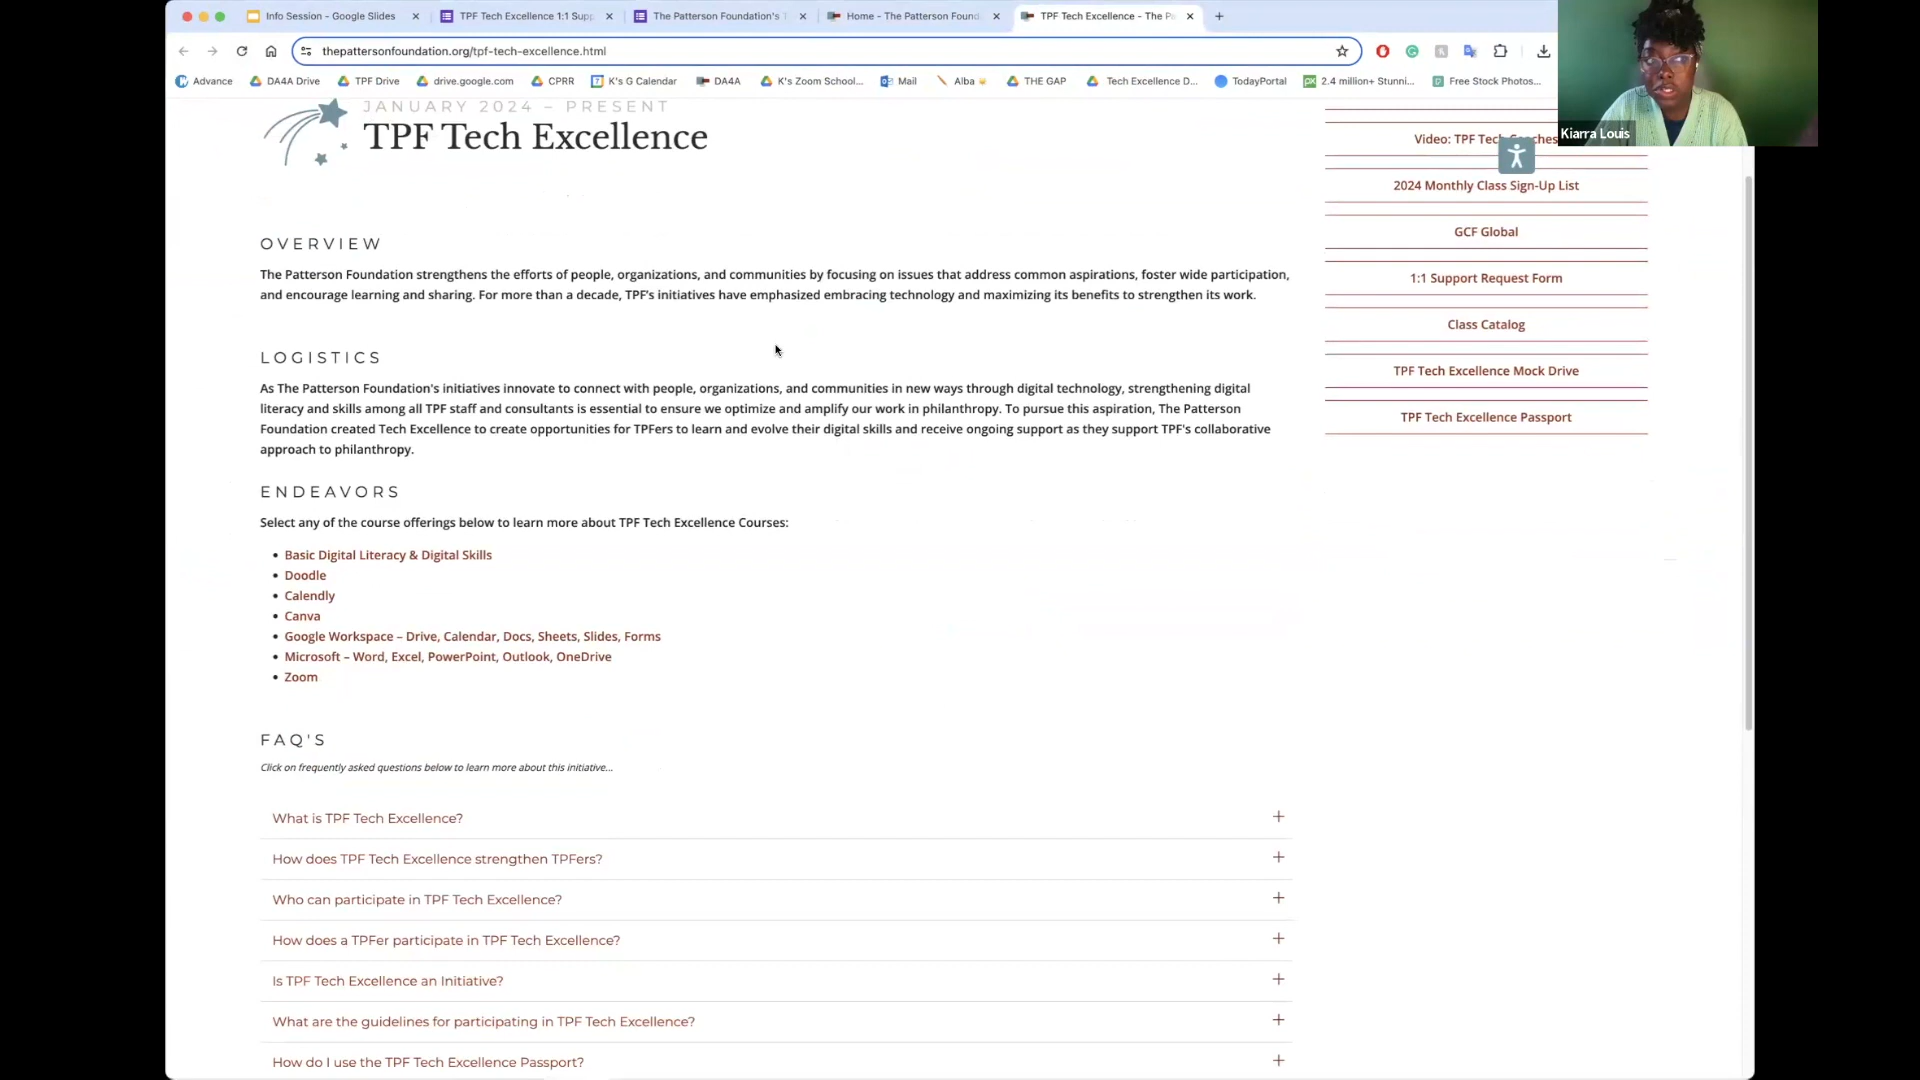 Info Session - Google Slides
TPF Tech Excellence 1:1 Supp
The Patterson Foundation's T
Home - The Patterson Found
TPF Tech Excellence - The Pa
thepattersonfoundation.org/tpf-tech-excellence.html
Advance
DA4A Drive
TPF Drive
drive.google.com
CPRR
K's G Calendar
DA4A
K's Zoom School...
Mail
Alba
THE GAP
Tech Excellence D...
TodayPortal
2.4 million+ Stunni...
Free Stock Photos...
Kiarra Louis
JANUARY 2024 – PRESENT
TPF Tech Excellence
OVERVIEW
The Patterson Foundation strengthens the efforts of people, organizations, and communities by focusing on issues that address common aspirations, foster wide participation,
and encourage learning and sharing. For more than a decade, TPF's initiatives have emphasized embracing technology and maximizing its benefits to strengthen its work.
LOGISTICS
As The Patterson Foundation's initiatives innovate to connect with people, organizations, and communities in new ways through digital technology, strengthening digital
literacy and skills among all TPF staff and consultants is essential to ensure we optimize and amplify our work in philanthropy. To pursue this aspiration, The Patterson
Foundation created Tech Excellence to create opportunities for TPFers to learn and evolve their digital skills and receive ongoing support as they support TPF's collaborative
approach to philanthropy.
ENDEAVORS
Select any of the course offerings below to learn more about TPF Tech Excellence Courses:
• Basic Digital Literacy & Digital Skills
• Doodle
• Calendly
• Canva
• Google Workspace – Drive, Calendar, Docs, Sheets, Slides, Forms
• Microsoft – Word, Excel, PowerPoint, Outlook, OneDrive
• Zoom
FAQ'S
Click on frequently asked questions below to learn more about this initiative...
What is TPF Tech Excellence?
How does TPF Tech Excellence strengthen TPFers?
Who can participate in TPF Tech Excellence?
How does a TPFer participate in TPF Tech Excellence?
Is TPF Tech Excellence an Initiative?
What are the guidelines for participating in TPF Tech Excellence?
How do I use the TPF Tech Excellence Passport?
Video: TPF Tech
2024 Monthly Class Sign-Up List
GCF Global
1:1 Support Request Form
Class Catalog
TPF Tech Excellence Mock Drive
TPF Tech Excellence Passport